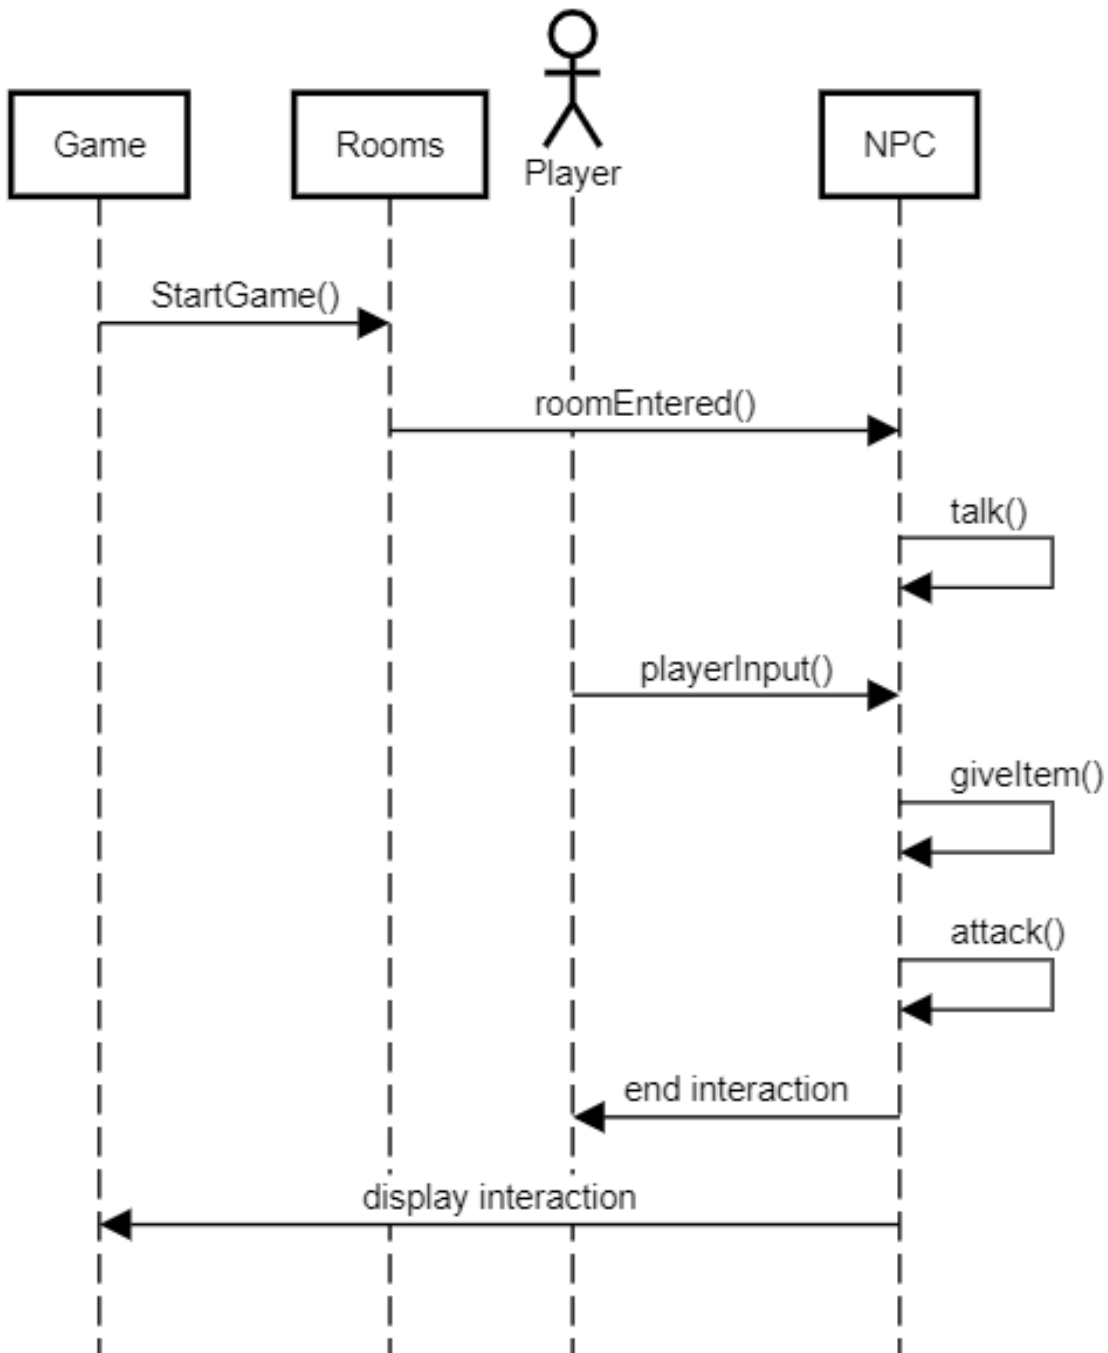 Game
Rooms
Player
NPC
StartGame()
roomEntered()
talk()
playerInput()
giveItem()
attack()
end interaction
display interaction